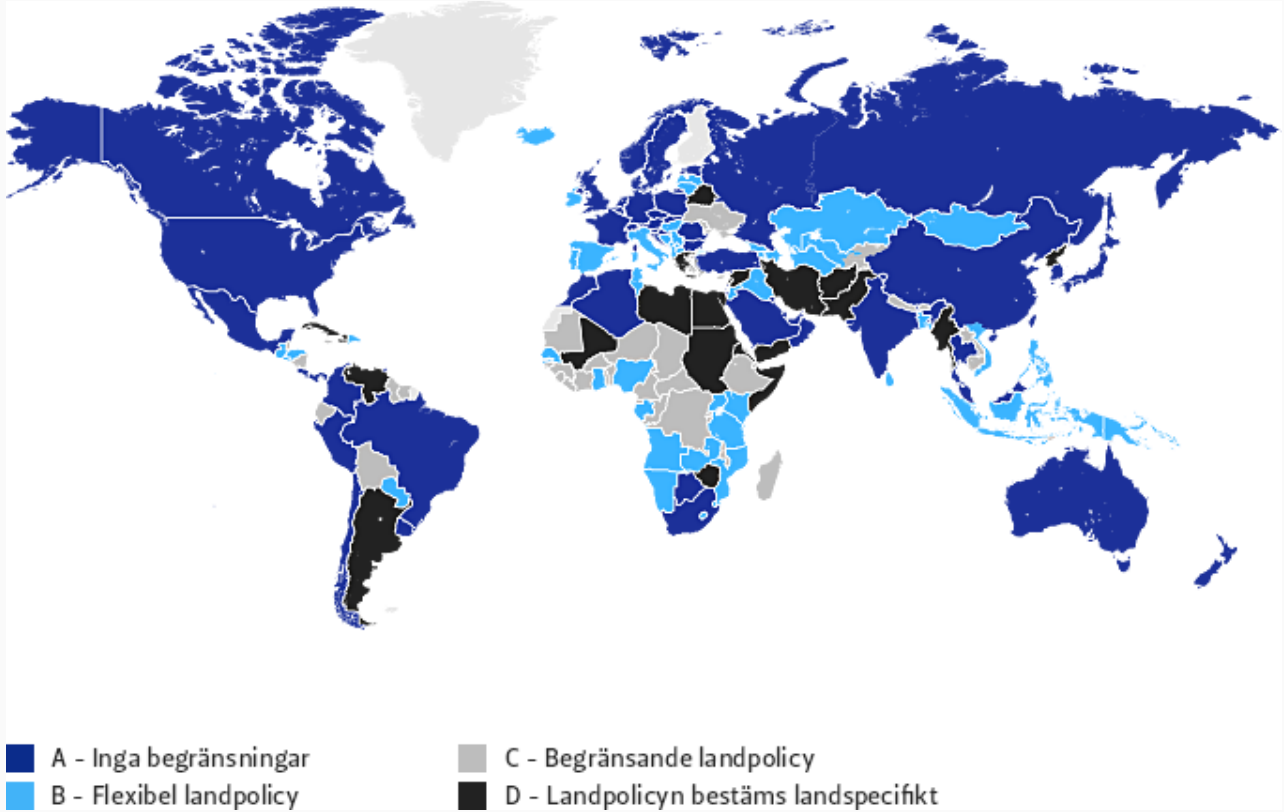 A - Inga begränsningar
B - Flexibel landpolicy
C - Begränsande landpolicy
D - Landpolicyn bestäms landspecifikt